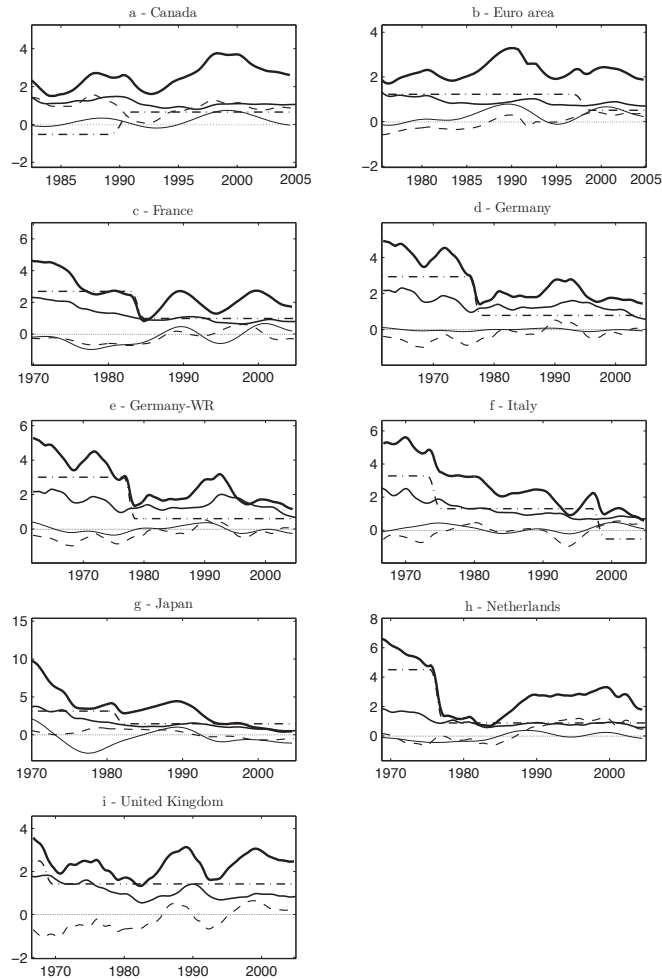 a - Canada
4
2
0
−2
1985 1990 1995 2000 2005
b - Euro area
4
2
0
−2
1980 1985 1990 1995 2000 2005
c - France
6
4
2
0
1970 1980 1990 2000
d - Germany
4
2
0
1970 1980 1990 2000
e - Germany-WR
6
4
2
0
1970 1980 1990 2000
f - Italy
6
4
2
0
1970 1980 1990 2000
g - Japan
15
10
5
0
1970 1980 1990 2000
h - Netherlands
8
6
4
2
0
1970 1980 1990 2000
i - United Kingdom
4
2
0
−2
1970 1980 1990 2000